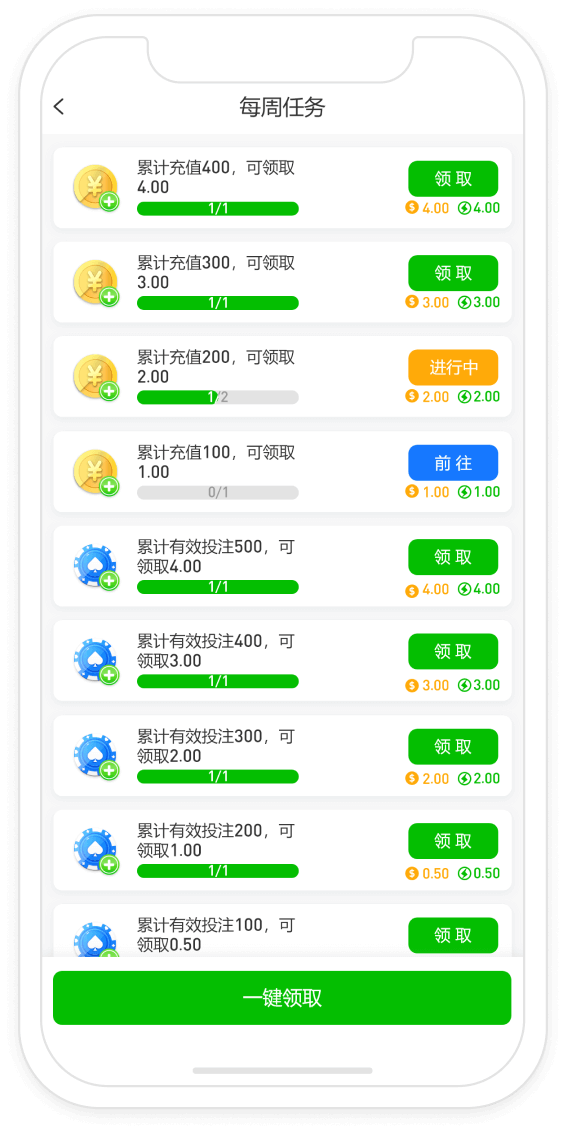 每周任务
累计充值400，可领取
4.00
领取
1/1
4.00 4.00
累计充值300，可领取
3.00
领取
1/1
3.00 3.00
累计充值200，可领取
2.00
进行中
1/2
2.00 2.00
累计充值100，可领取
1.00
前往
0/1
1.00 1.00
累计有效投注500，可
领取4.00
领取
1/1
4.00 4.00
累计有效投注400，可
领取3.00
领取
1/1
3.00 3.00
累计有效投注300，可
领取2.00
领取
1/1
2.00 2.00
累计有效投注200，可
领取1.00
领取
1/1
0.50 0.50
累计有效投注100，可
领取0.50
领取
一键领取